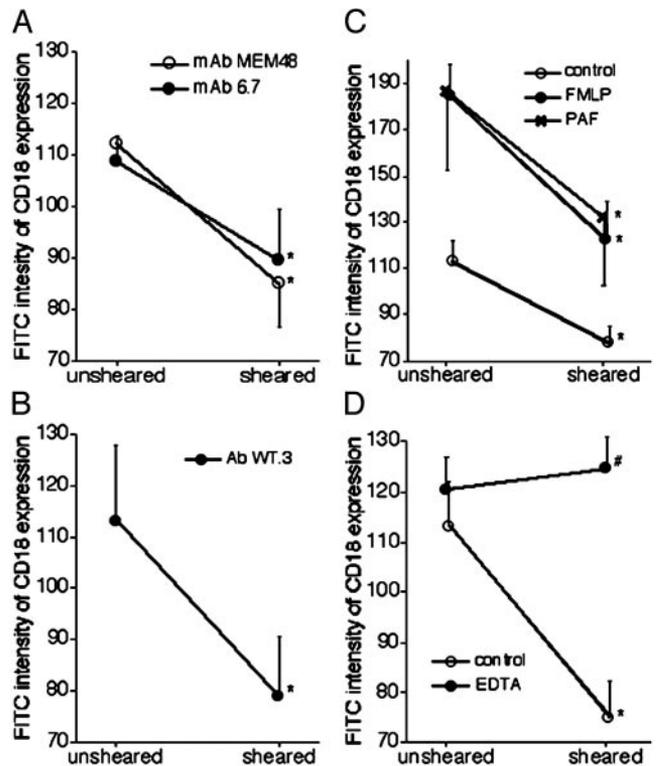 A
130
120
110
100
90
80
70
FITC intesity of CD18 expression
mAb MEM48
mAb 6.7
*
*
unsheared
sheared
B
130
120
110
100
90
80
70
FITC intensity of CD18 expression
Ab WT.3
*
unsheared
sheared
C
190
170
150
130
110
90
70
FITC intensity of CD18 expression
control
FMLP
PAF
*
*
*
unsheared
sheared
D
130
120
110
100
90
80
70
FITC intensity of CD18 expression
#
control
EDTA
*
unsheared
sheared